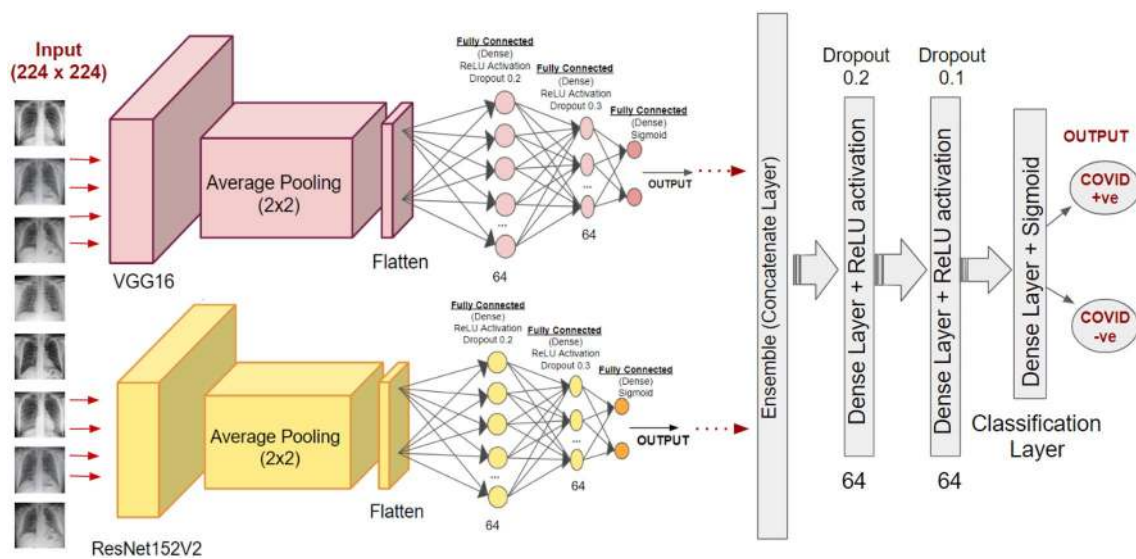 Input
(224 x 224)
VGG16
Average Pooling
(2x2)
Flatten
Fully Connected
(Dense)
ReLU Activation
Dropout 0.2
...
64
Fully Connected
(Dense)
ReLU Activation
Dropout 0.3
...
64
Fully Connected
(Dense)
Sigmoid
OUTPUT
ResNet152V2
Average Pooling
(2x2)
Flatten
Fully Connected
(Dense)
ReLU Activation
Dropout 0.2
...
64
Fully Connected
(Dense)
ReLU Activation
Dropout 0.3
...
64
Fully Connected
(Dense)
Sigmoid
OUTPUT
Ensemble (Concatenate Layer)
Dropout
0.2
Dense Layer + ReLU activation
64
Dropout
0.1
Dense Layer + ReLU activation
64
Dense Layer + Sigmoid
Classification
Layer
OUTPUT
COVID
+ve
COVID
-ve